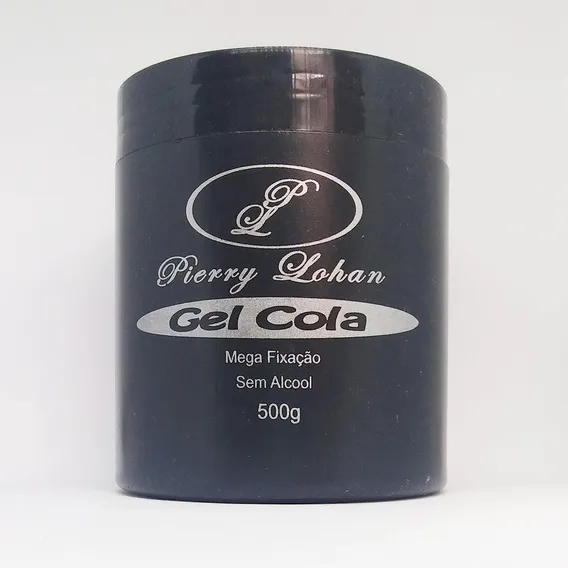 PL
Pierry Lohan
Gel Cola
Mega Fixação
Sem Alcool
500g